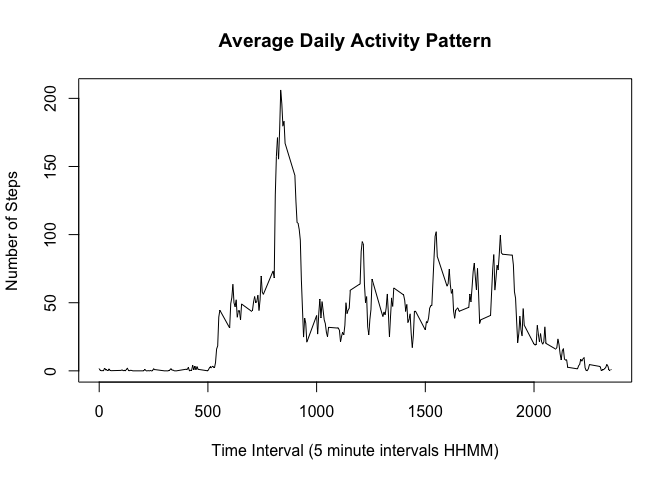 Average Daily Activity Pattern
Number of Steps
200
150
100
50
0
0 500 1000 1500 2000
Time Interval (5 minute intervals HHMM)